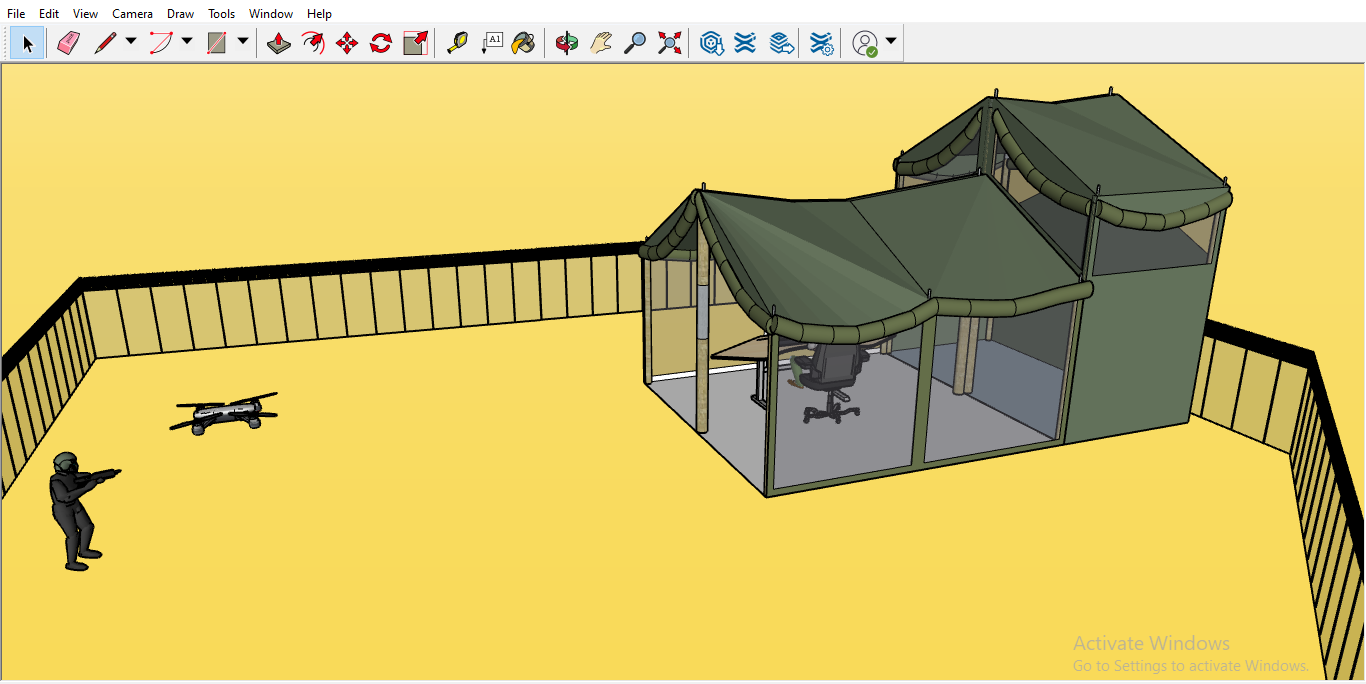 File Edit View Camera Draw Tools Window Help
A1
Activate Windows
Go to Settings to activate Windows.